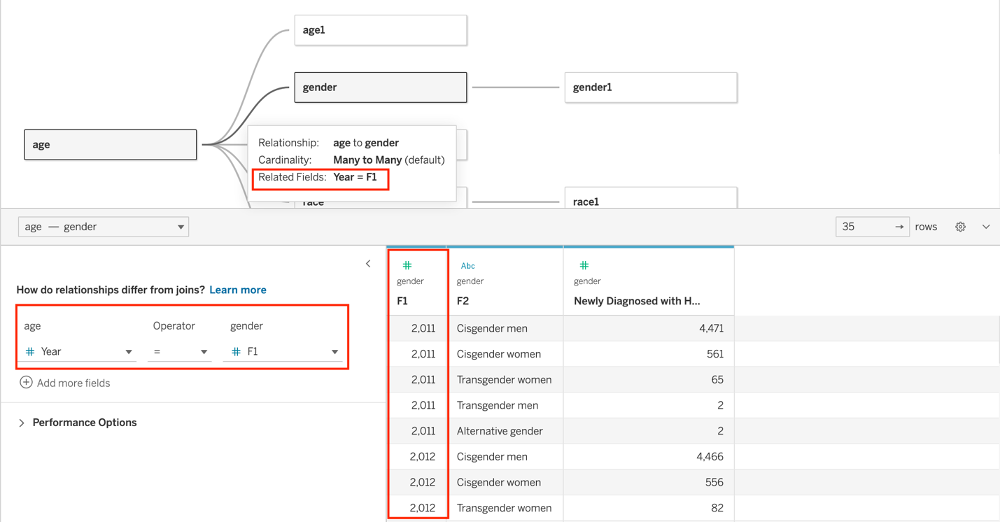 age1
gender
gender1
age
Relationship: age to gender
Cardinality: Many to Many (default)
Related Fields: Year = F1
race
race1
age — gender
35 → rows
How do relationships differ from joins? Learn more
age Operator gender
# Year = # F1
Add more fields
Performance Options
# Abc #
gender gender gender
F1 F2 Newly Diagnosed with H...
2,011 Cisgender men 4,471
2,011 Cisgender women 561
2,011 Transgender women 65
2,011 Transgender men 2
2,011 Alternative gender 2
2,012 Cisgender men 4,466
2,012 Cisgender women 556
2,012 Transgender women 82